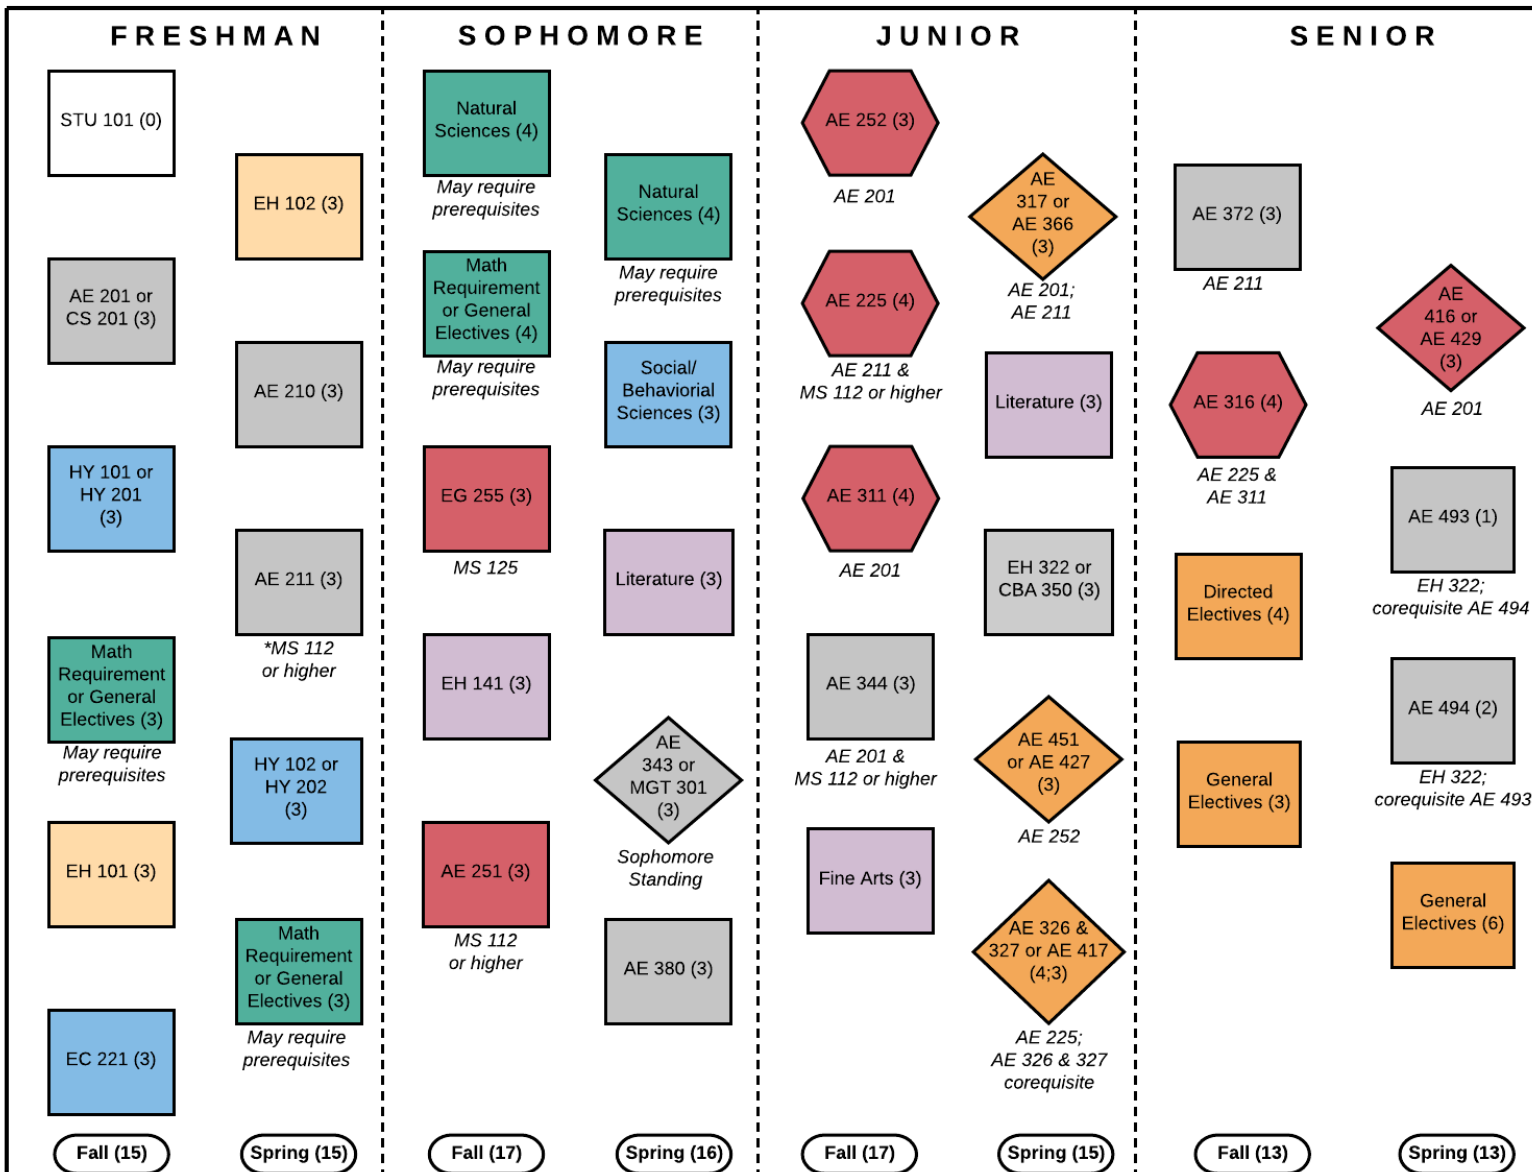 FRESHMAN
STU 101 (0)
AE 201 or
CS 201 (3)
HY 101 or
HY 201
(3)
Math
Requirement
or General
Electives (3)
May require
prerequisites
EH 101 (3)
EC 221 (3)
Fall (15)
EH 102 (3)
AE 210 (3)
AE 211 (3)
*MS 112
or higher
HY 102 or
HY 202
(3)
Math
Requirement
or General
Electives (3)
May require
prerequisites
Spring (15)
SOPHOMORE
Natural
Sciences (4)
May require
prerequisites
Math
Requirement
or General
Electives (4)
May require
prerequisites
EG 255 (3)
MS 125
EH 141 (3)
AE 251 (3)
MS 112
or higher
Fall (17)
Natural
Sciences (4)
May require
prerequisites
Social/
Behaviorial
Sciences (3)
Literature (3)
AE
343 or
MGT 301
(3)
Sophomore
Standing
AE 380 (3)
Spring (16)
JUNIOR
AE 252 (3)
AE 201
AE 225 (4)
AE 211 &
MS 112 or higher
AE 311 (4)
AE 201
AE 344 (3)
AE 201 &
MS 112 or higher
Fine Arts (3)
Fall (17)
AE
317 or
AE 366
(3)
AE 201;
AE 211
Literature (3)
EH 322 or
CBA 350 (3)
AE 451
or AE 427
(3)
AE 252
AE 326 &
327 or AE 417
(4;3)
AE 225;
AE 326 & 327
corequisite
Spring (15)
SENIOR
AE 372 (3)
AE 211
AE 316 (4)
AE 225 &
AE 311
Directed
Electives (4)
General
Electives (3)
Fall (13)
AE
416 or
AE 429
(3)
AE 201
AE 493 (1)
EH 322;
corequisite AE 494
AE 494 (2)
EH 322;
corequisite AE 493
General
Electives (6)
Spring (13)